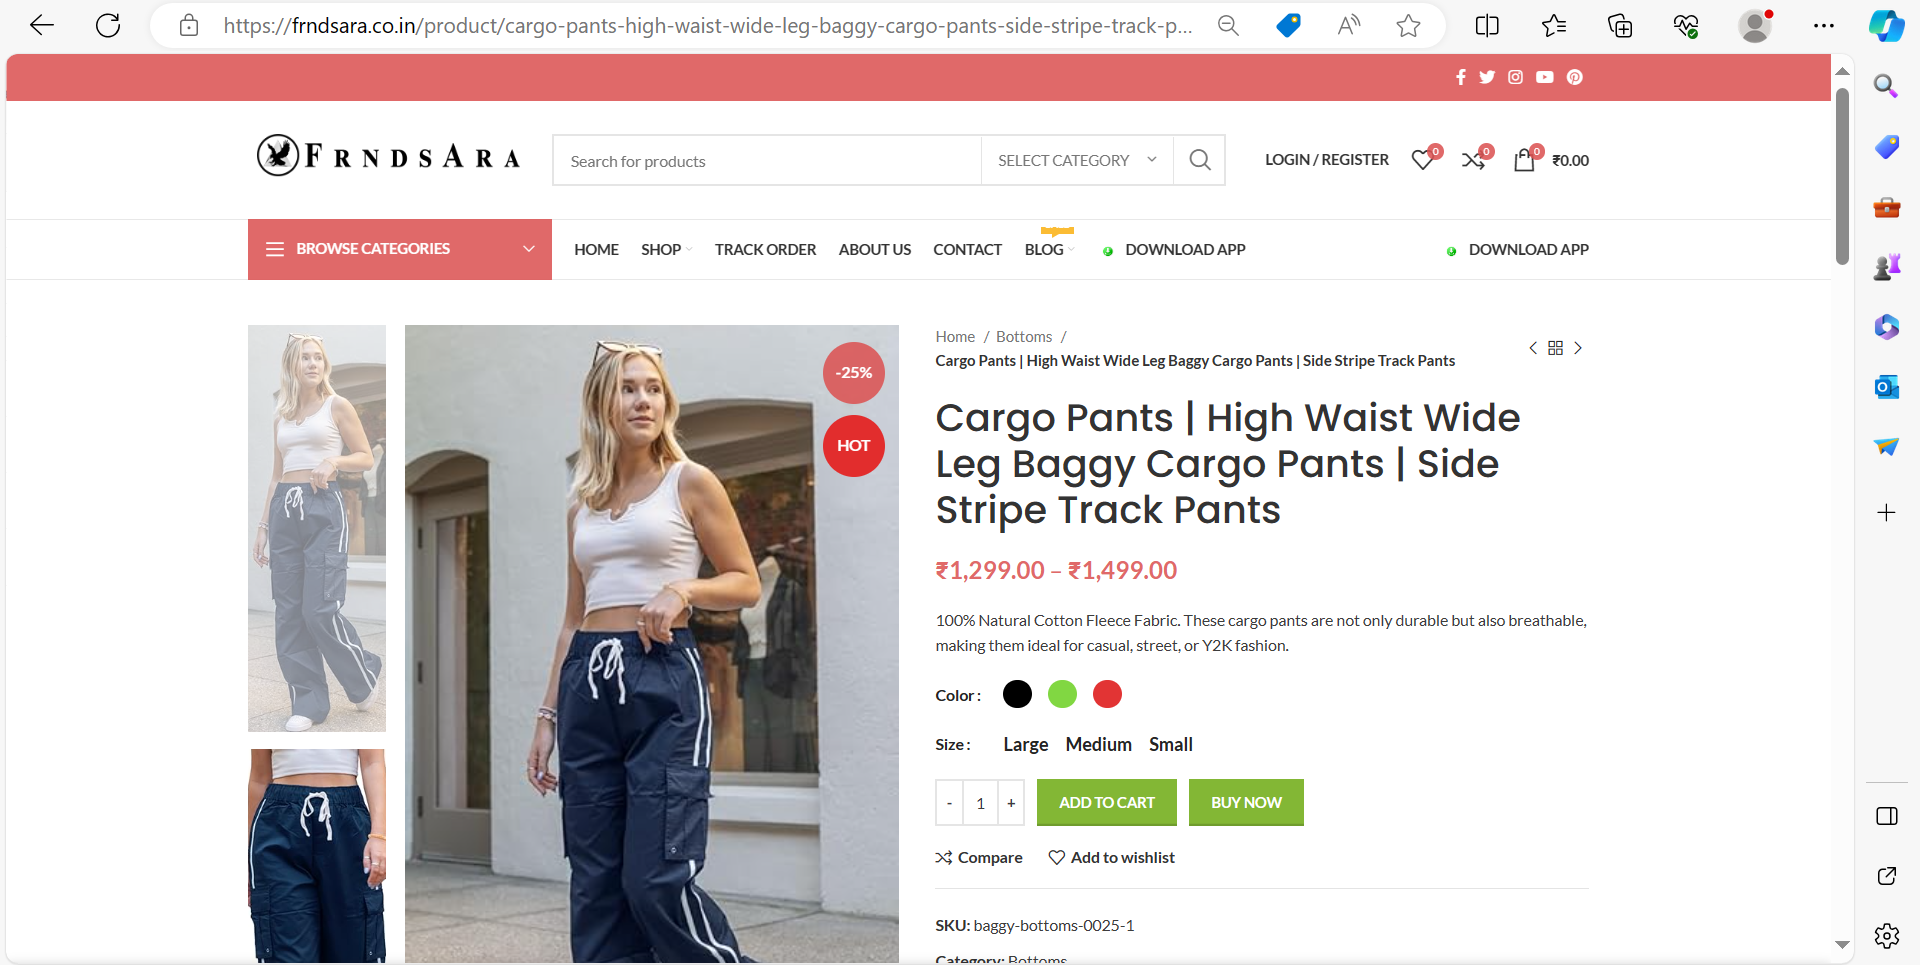 https://frndsara.co.in/product/cargo-pants-high-waist-wide-leg-baggy-cargo-pants-side-stripe-track-p...
FRNDSARA
Search for products
SELECT CATEGORY
LOGIN / REGISTER
0
0
0
₹0.00
BROWSE CATEGORIES
HOME
SHOP
TRACK ORDER
ABOUT US
CONTACT
BLOG
DOWNLOAD APP
DOWNLOAD APP
-25%
HOT
Home / Bottoms /
Cargo Pants | High Waist Wide Leg Baggy Cargo Pants | Side Stripe Track Pants
Cargo Pants | High Waist Wide
Leg Baggy Cargo Pants | Side
Stripe Track Pants
₹1,299.00 – ₹1,499.00
100% Natural Cotton Fleece Fabric. These cargo pants are not only durable but also breathable,
making them ideal for casual, street, or Y2K fashion.
Color :
Size : Large Medium Small
- 1 +
ADD TO CART
BUY NOW
Compare
Add to wishlist
SKU: baggy-bottoms-0025-1
Category: Bottoms